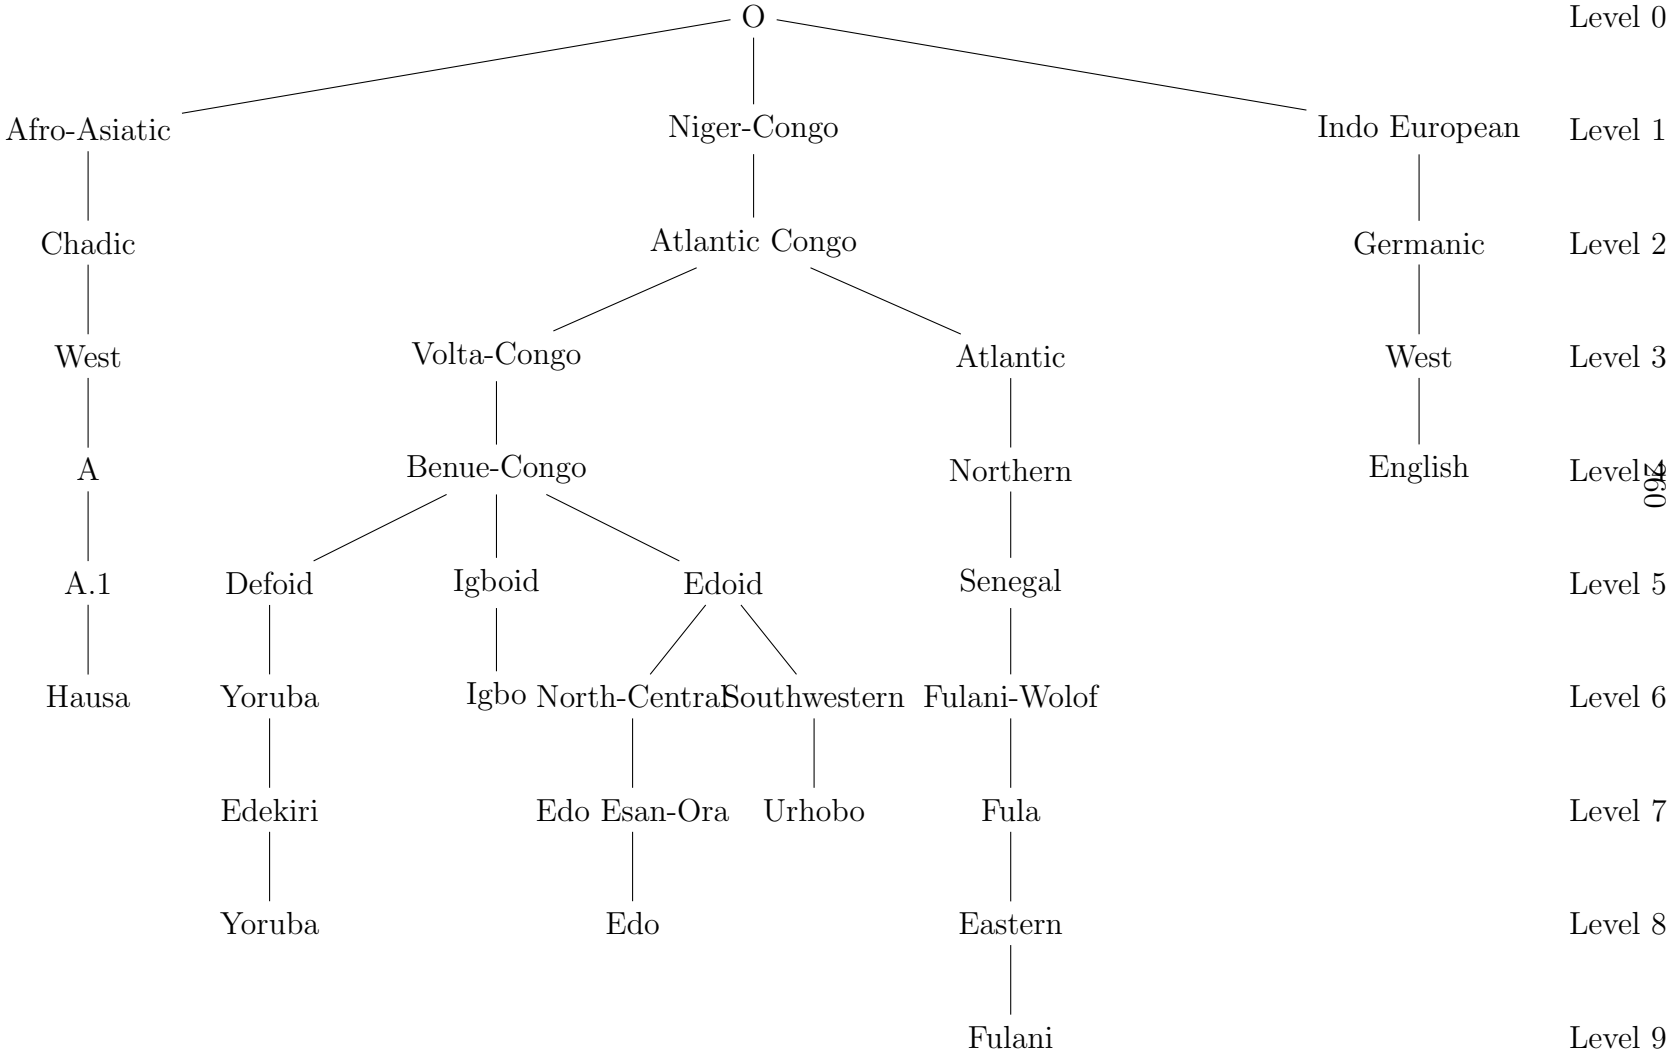 O Level 0
Afro-Asiatic Niger-Congo Indo European Level 1
Chadic Atlantic Congo Germanic Level 2
West Volta-Congo Atlantic West Level 3
A Benue-Congo Northern English Level 4
260
A.1 Defoid Igboid Edoid Senegal Level 5
Hausa Yoruba Igbo North-Central Southwestern Fulani-Wolof Level 6
Edekiri Edo Esan-Ora Urhobo Fula Level 7
Yoruba Edo Eastern Level 8
Fulani Level 9